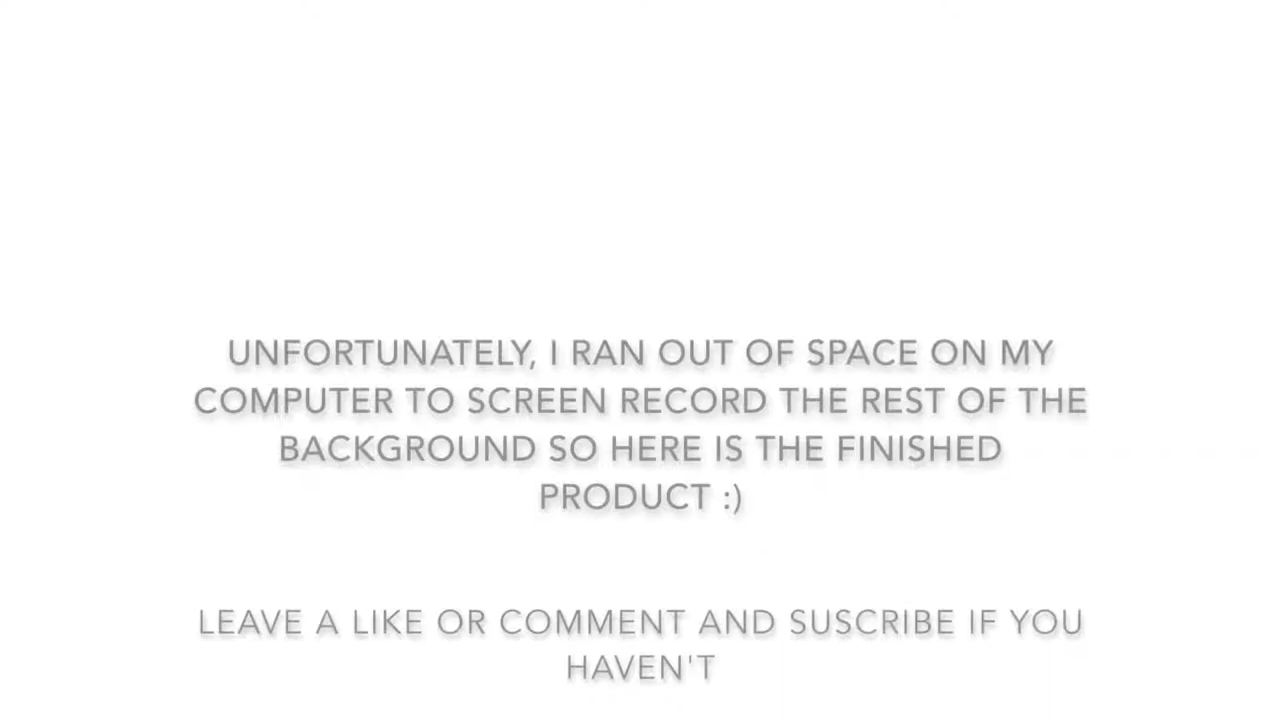 UNFORTUNATELY, I RAN OUT OF SPACE ON MY
COMPUTER TO SCREEN RECORD THE REST OF THE
BACKGROUND SO HERE IS THE FINISHED
PRODUCT :)
LEAVE A LIKE OR COMMENT AND SUSCRIBE IF YOU
HAVEN'T